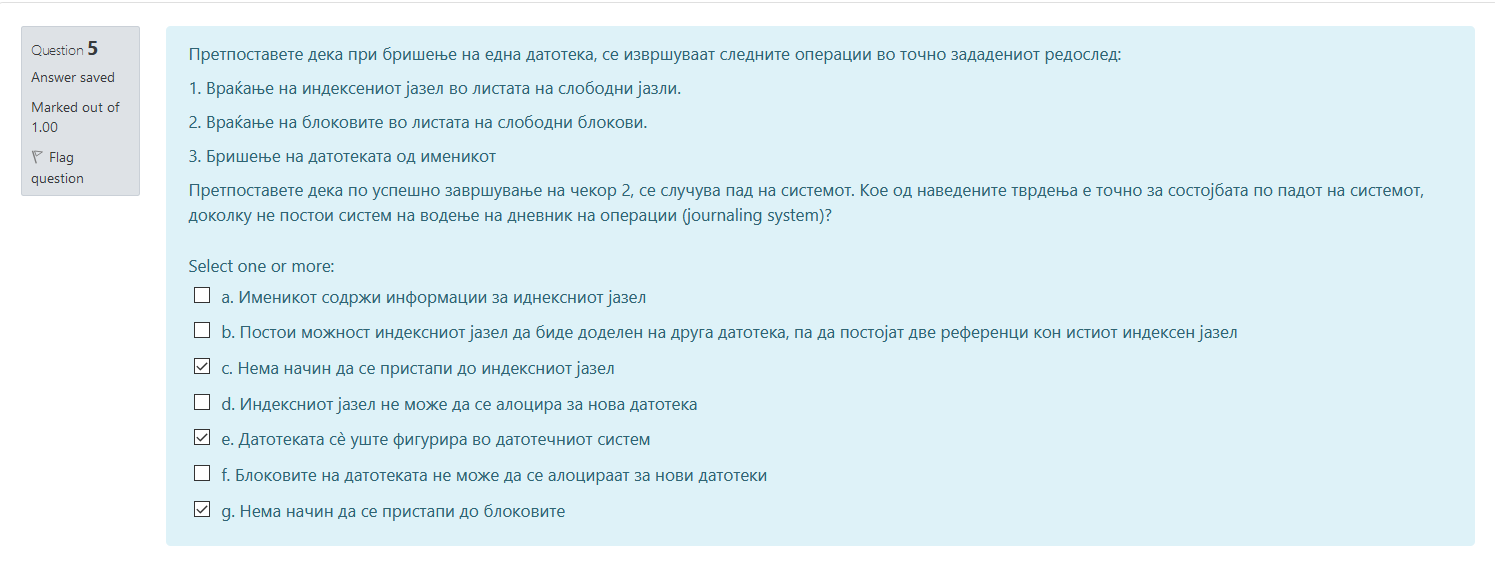 Question 5
Answer saved
Marked out of
1.00
Flag
question
Претпоставете дека при бришење на една датотека, се извршуваат следните операции во точно зададениот редослед:
1. Враќање на индексениот јазел во листата на слободни јазли.
2. Враќање на блоковите во листата на слободни блокови.
3. Бришење на датотеката од именикот
Претпоставете дека по успешно завршување на чекор 2, се случува пад на системот. Кое од наведените тврдења е точно за состојбата по падот на системот,
доколку не постои систем на водење на дневник на операции (journaling system)?
Select one or more:
a. Именикот содржи информации за иднексниот јазел
b. Постои можност индексниот јазел да биде доделен на друга датотека, па да постојат две референци кон истиот индексен јазел
c. Нема начин да се пристапи до индексниот јазел
d. Индексниот јазел не може да се алоцира за нова датотека
e. Датотеката сѐ уште фигурира во датотечниот систем
f. Блоковите на датотеката не може да се алоцираат за нови датотеки
g. Нема начин да се пристапи до блоковите